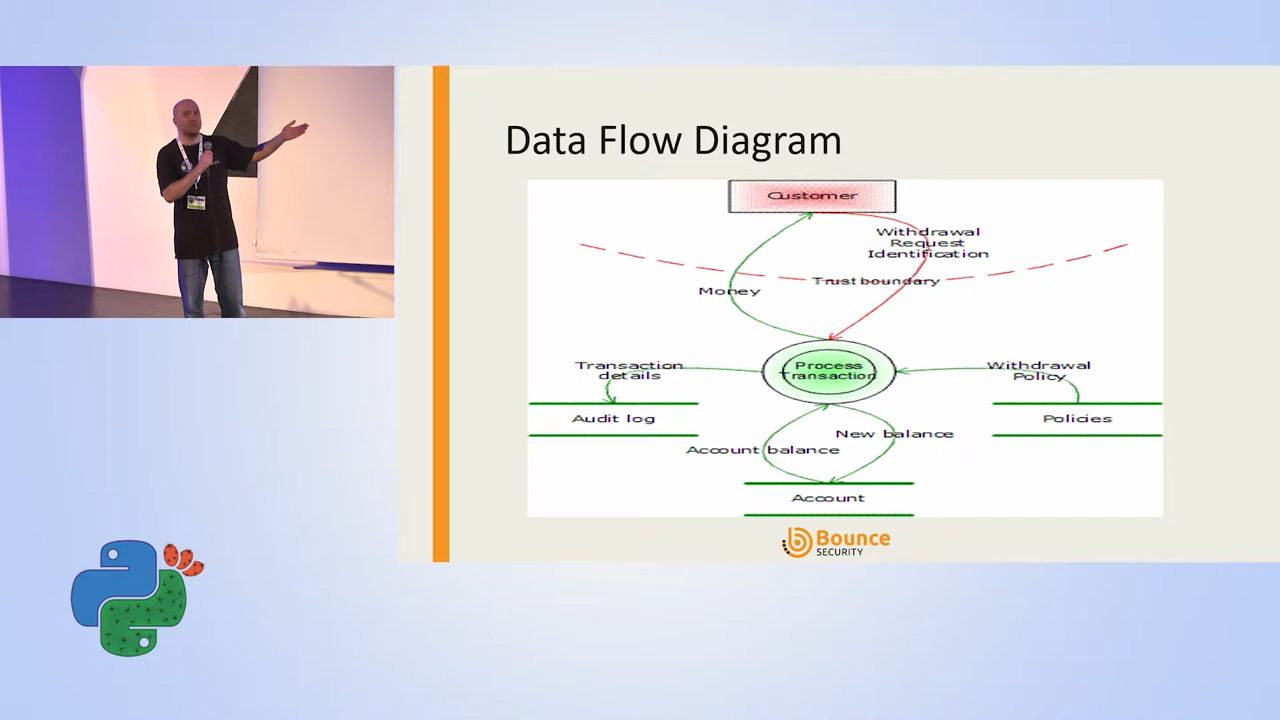 Data Flow Diagram
Customer
Withdrawal
Request
Identification
Trust boundary
Money
Process
Transaction
Transaction
details
Withdrawal
Policy
Audit log
Policies
New balance
Account balance
Account
Bounce
SECURITY